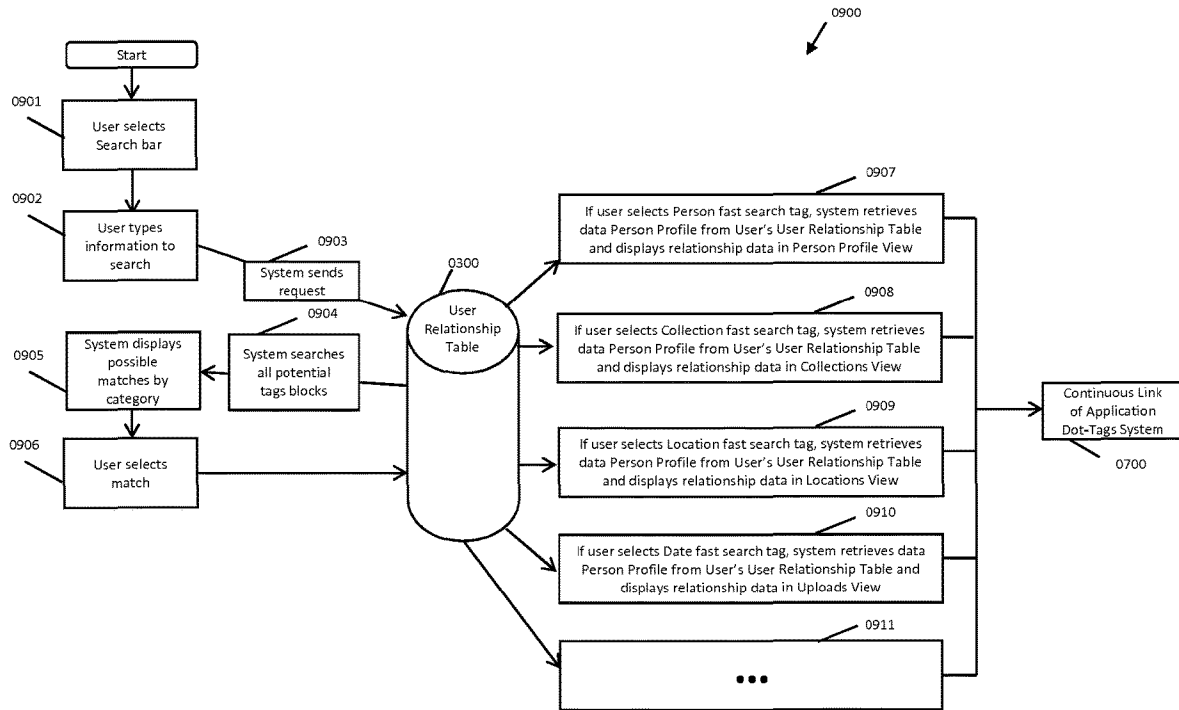 0900
Start
0901
User selects
Search bar
0902
User types
information to
search
0903
System sends
request
0300
User
Relationship
Table
0904
System searches
all potential
tags blocks
0905
System displays
possible
matches by
category
0906
User selects
match
0907
If user selects Person fast search tag, system retrieves
data Person Profile from User's User Relationship Table
and displays relationship data in Person Profile View
0908
If user selects Collection fast search tag, system retrieves
data Person Profile from User's User Relationship Table
and displays relationship data in Collections View
0909
If user selects Location fast search tag, system retrieves
data Person Profile from User's User Relationship Table
and displays relationship data in Locations View
0910
If user selects Date fast search tag, system retrieves data
Person Profile from User's User Relationship Table and
displays relationship data in Uploads View
0911
...
Continuous Link
of Application
Dot-Tags System
0700